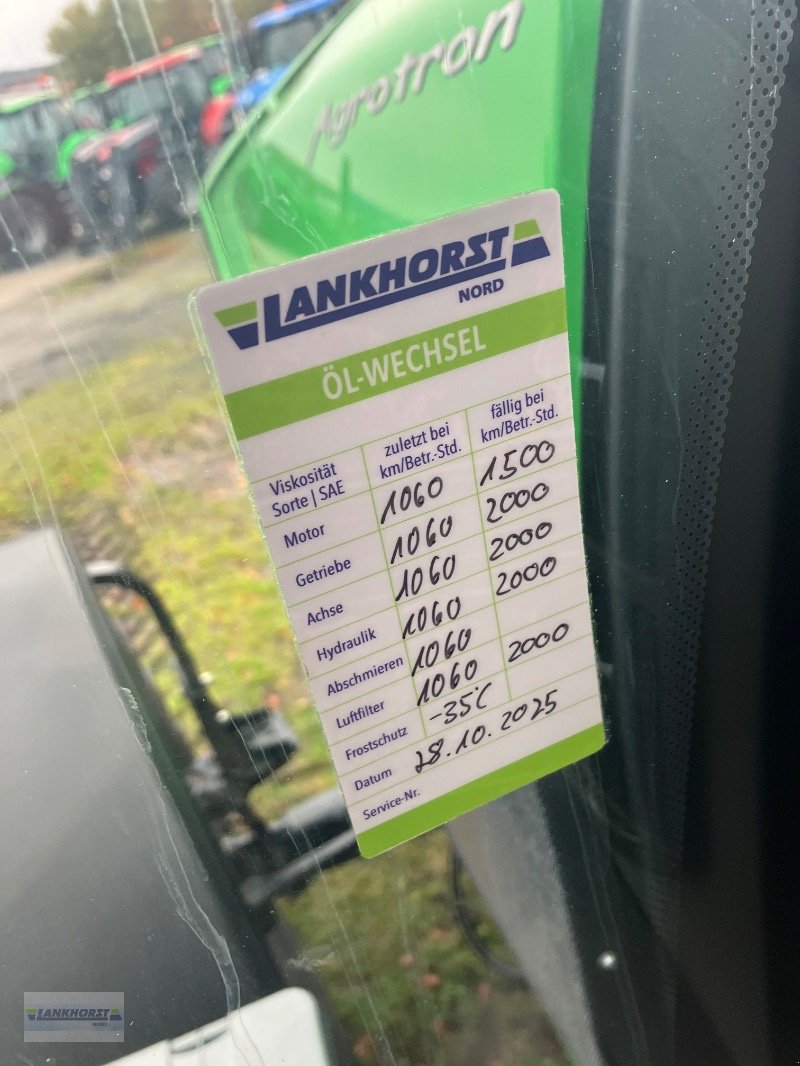 Agrotron
LANKHORST
NORD
ÖL-WECHSEL
Viskosität Sorte | SAE zuletzt bei km/Betr.-Std. fällig bei km/Betr.-Std.
Motor 1060 1500
Getriebe 1060 2000
Achse 1060 2000
Hydraulik 1060 2000
Abschmieren 1060
Luftfilter 1060 2000
Frostschutz -35°C
Datum 28.10.2025
Service-Nr.
LANKHORST
NORD